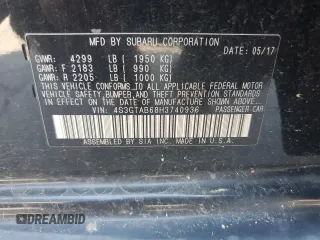 MFD BY SUBARU CORPORATION
DATE: 05/17
GVWR: 4299 LB ( 1950 KG)
GAWR: F 2183 LB ( 990 KG)
GAWR: R 2205 LB ( 1000 KG)
THIS VEHICLE CONFORMS TO ALL APPLICABLE FEDERAL MOTOR
VEHICLE SAFETY, BUMPER, AND THEFT PREVENTION
STANDARDS IN EFFECT ON THE DATE OF MANUFACTURE
SHOWN ABOVE.
VIN: 4S3GTAB68H3740936 PASSENGER CAR
ASSEMBLED BY SIA INC. MADE IN U.S.A.